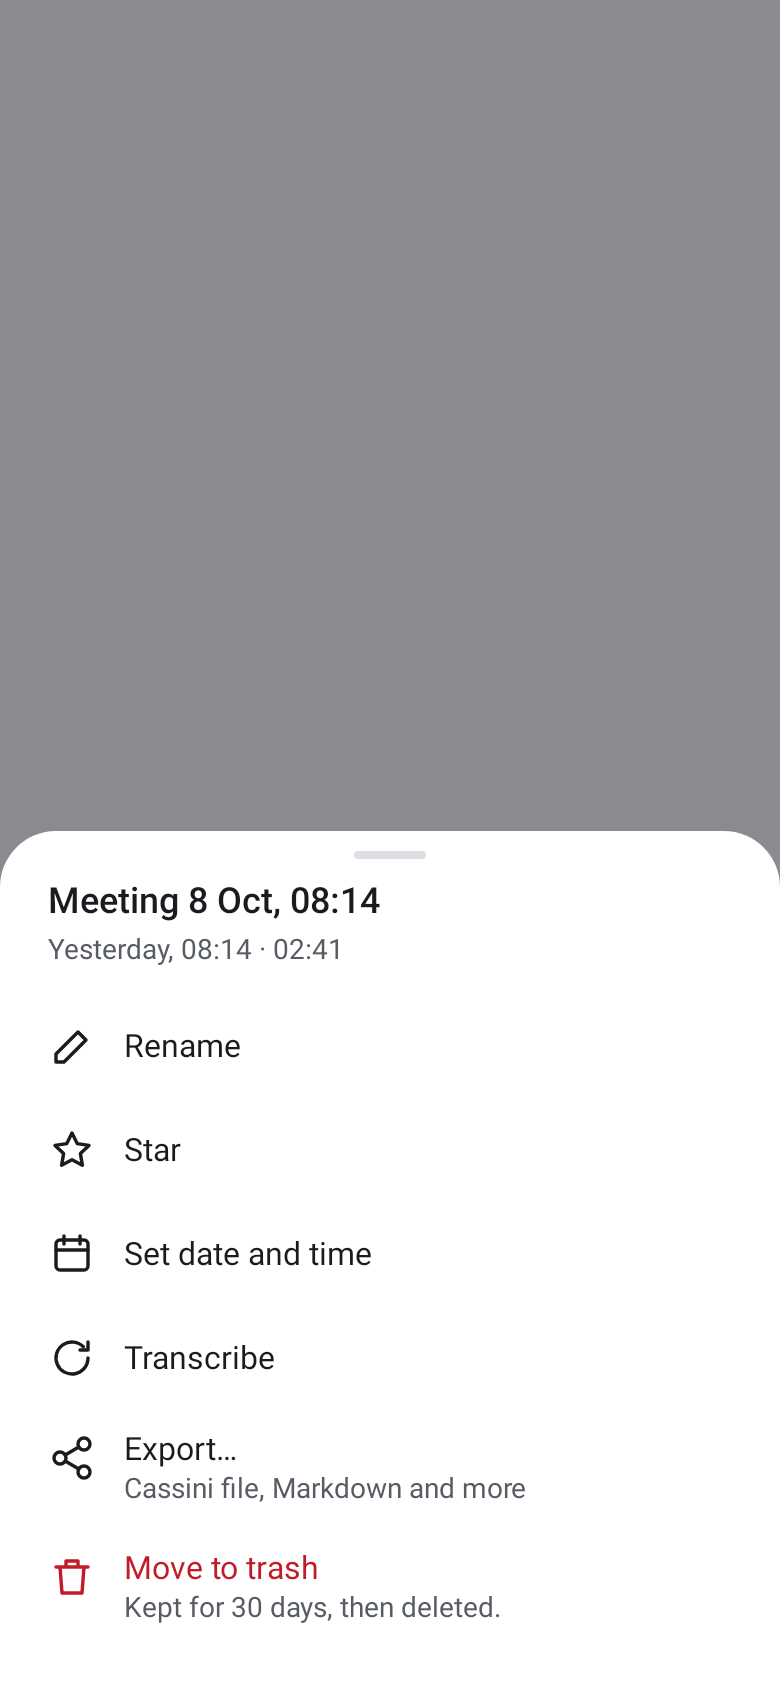 Meeting 8 Oct, 08:14
Yesterday, 08:14 · 02:41
Rename
Star
Set date and time
Transcribe
Export…
Cassini file, Markdown and more
Move to trash
Kept for 30 days, then deleted.